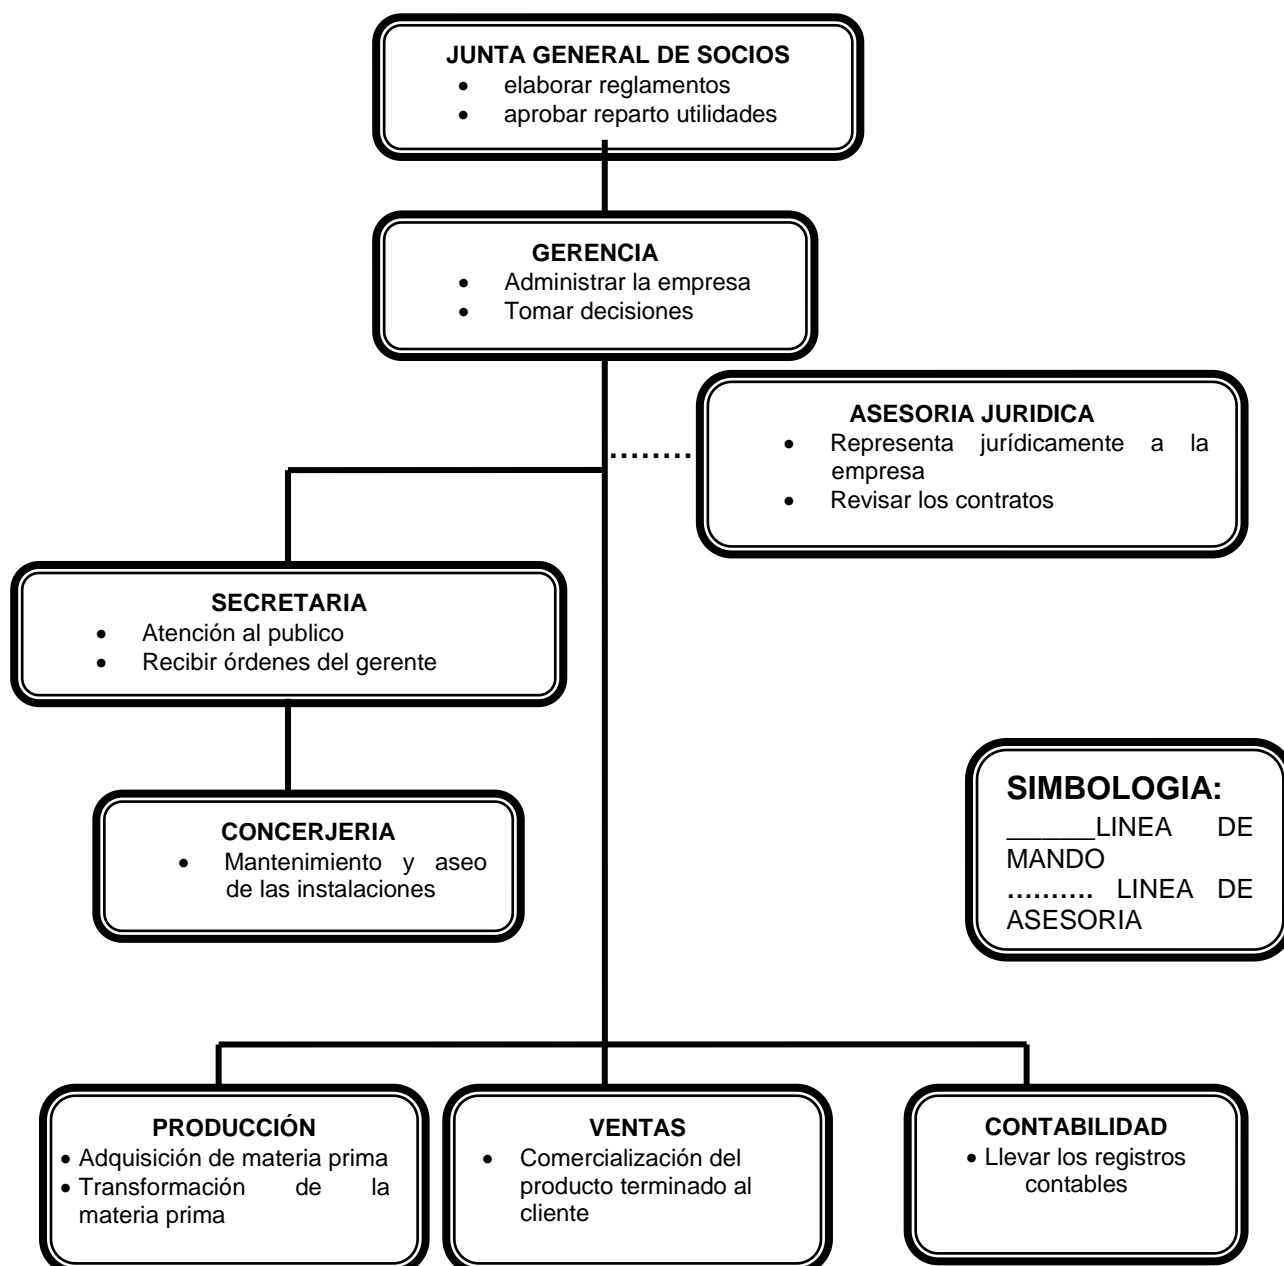 JUNTA GENERAL DE SOCIOS
• elaborar reglamentos
• aprobar reparto utilidades
GERENCIA
• Administrar la empresa
• Tomar decisiones
ASESORIA JURIDICA
• Representa jurídicamente a la
empresa
• Revisar los contratos
SECRETARIA
• Atención al publico
• Recibir órdenes del gerente
CONCERJERIA
• Mantenimiento y aseo
de las instalaciones
SIMBOLOGIA:
______LINEA DE
MANDO
.......... LINEA DE
ASESORIA
PRODUCCIÓN
• Adquisición de materia prima
• Transformación de la
materia prima
VENTAS
• Comercialización del
producto terminado al
cliente
CONTABILIDAD
• Llevar los registros
contables